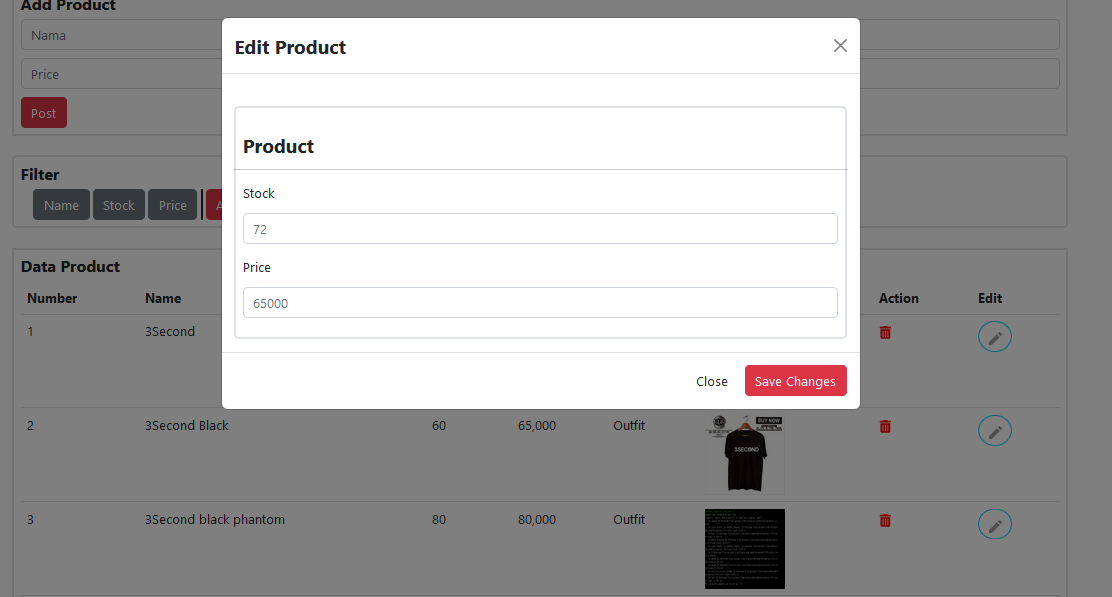 Add Product
Nama
Price
Post
Edit Product
Product
Stock
72
Price
65000
Close
Save Changes
Filter
Name Stock Price
Data Product
Number Name Action Edit
1 3Second
2 3Second Black 60 65,000 Outfit
BUY NOW
3SECOND
3 3Second black phantom 80 80,000 Outfit